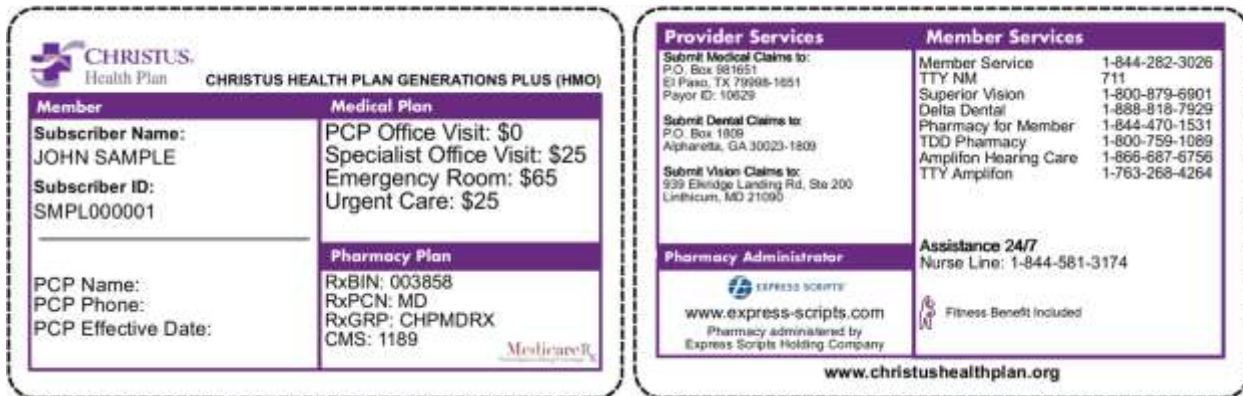 CHRISTUS.
Health Plan
CHRISTUS HEALTH PLAN GENERATIONS PLUS (HMO)
Member
Subscriber Name:
JOHN SAMPLE
Subscriber ID:
SMPL000001
PCP Name:
PCP Phone:
PCP Effective Date:
Medical Plan
PCP Office Visit: $0
Specialist Office Visit: $25
Emergency Room: $65
Urgent Care: $25
Pharmacy Plan
RxBIN: 003858
RxPCN: MD
RxGRP: CHPMDRX
CMS: 1189
MedicareRx
Provider Services
Submit Medical Claims to:
P.O. Box 981651
El Paso, TX 79998-1651
Payor ID: 10629
Submit Dental Claims to:
P.O. Box 1809
Alpharetta, GA 30023-1809
Submit Vision Claims to:
939 Elkridge Landing Rd, Ste 200
Linthicum, MD 21090
Pharmacy Administrator
EXPRESS SCRIPTS
www.express-scripts.com
Pharmacy administered by
Express Scripts Holding Company
Member Services
Member Service 1-844-282-3026
TTY NM 711
Superior Vision 1-800-879-6901
Delta Dental 1-888-818-7929
Pharmacy for Member 1-844-470-1531
TDD Pharmacy 1-800-759-1089
Amplifon Hearing Care 1-866-687-6756
TTY Amplifon 1-763-268-4264
Assistance 24/7
Nurse Line: 1-844-581-3174
Fitness Benefit Included
www.christushealthplan.org